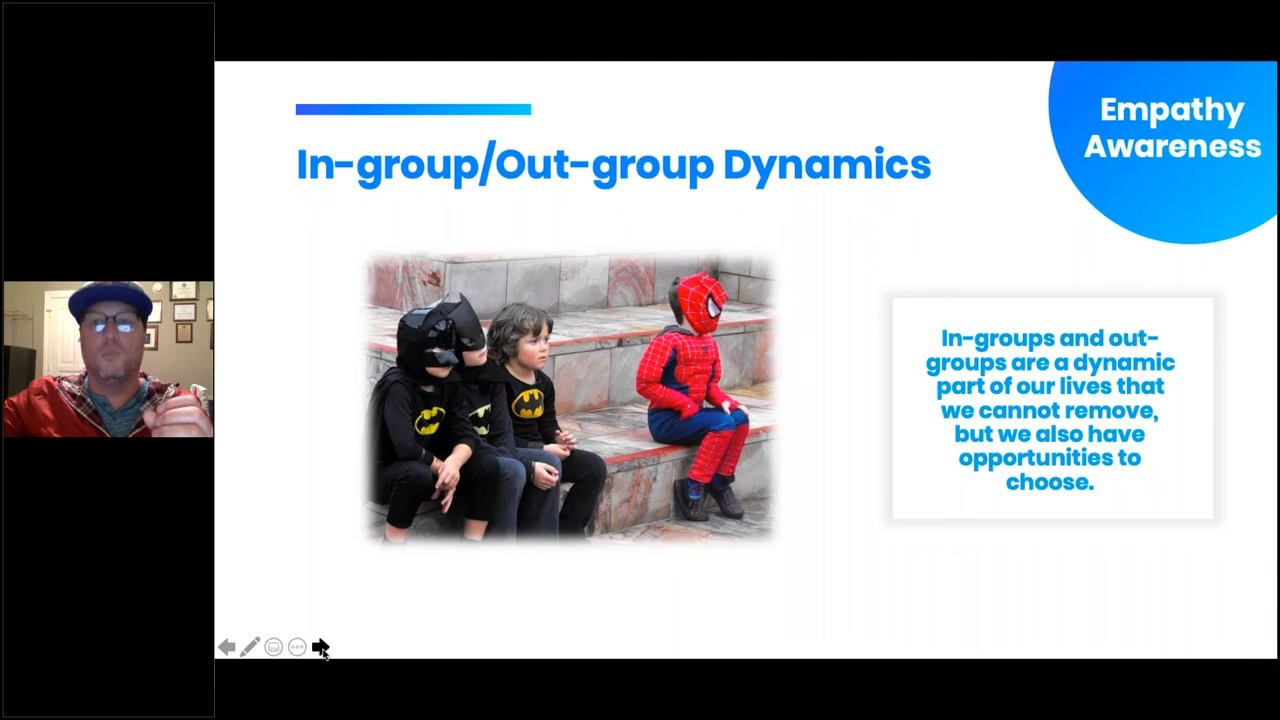 Empathy
Awareness
In-group/Out-group Dynamics
In-groups and out-
groups are a dynamic
part of our lives that
we cannot remove,
but we also have
opportunities to
choose.